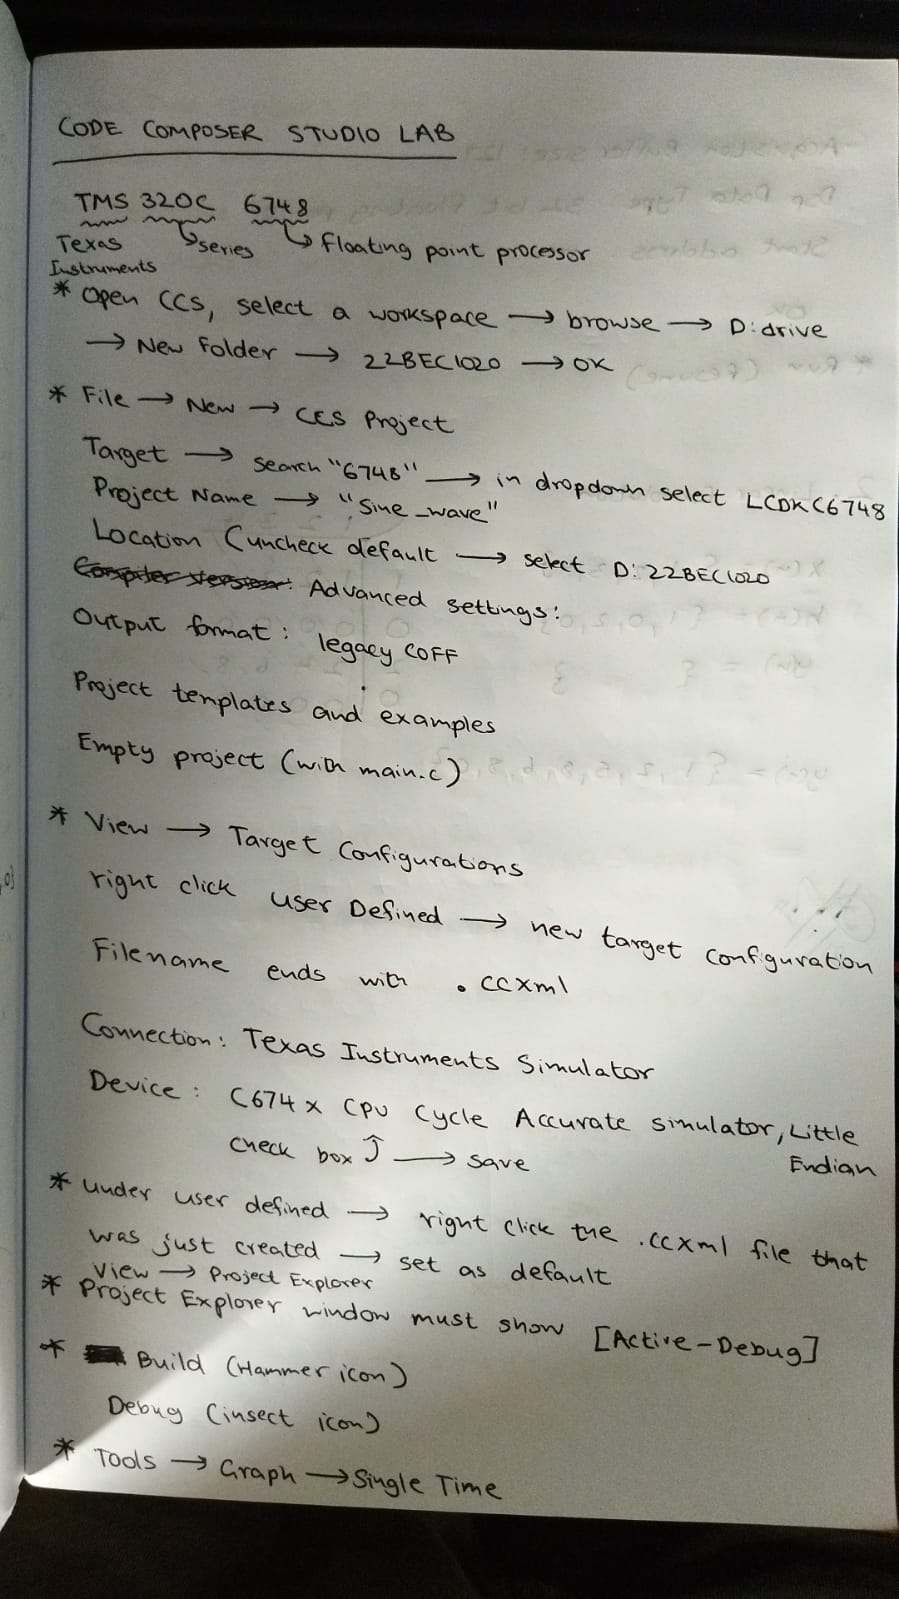 CODE COMPOSER STUDIO LAB
TMS 320C 6748
Texas Instruments
series
floating point processor
* Open CCS, select a workspace → browse → D:drive
→ New Folder → 22BEC1020 → OK
* File → New → CCS Project
Target → search "6748" → in dropdown select LCDKC6748
Project Name → "Sine_wave"
Location (uncheck default → select D:22BEC1020
Compiler version: Advanced settings:
Output format: legacy COFF
Project templates and examples
Empty project (with main.c)
* View → Target Configurations
right click user Defined → new target configuration
Filename ends with .ccxml
Connection: Texas Instruments Simulator
Device: C674x CPU Cycle Accurate simulator, Little Endian
check box ↑ → save
* under user defined → right click the .ccxml file that
was just created → set as default
View → Project Explorer
* Project Explorer window must show [Active-Debug]
* Build (Hammer icon)
Debug (insect icon)
* Tools → Graph → Single Time